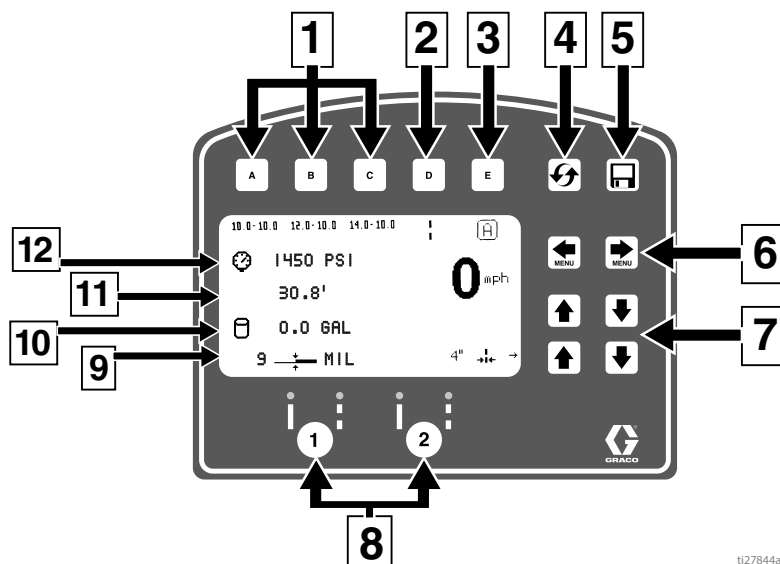 1 2 3 4 5
A B C D E
10.0-10.0 12.0-10.0 14.0-10.0 A
12 1450 PSI 0 mph MENU MENU 6
11 30.8'
10 0.0 GAL 7
9 9 MIL 4"
1 2
GRACO
8
ti27844a